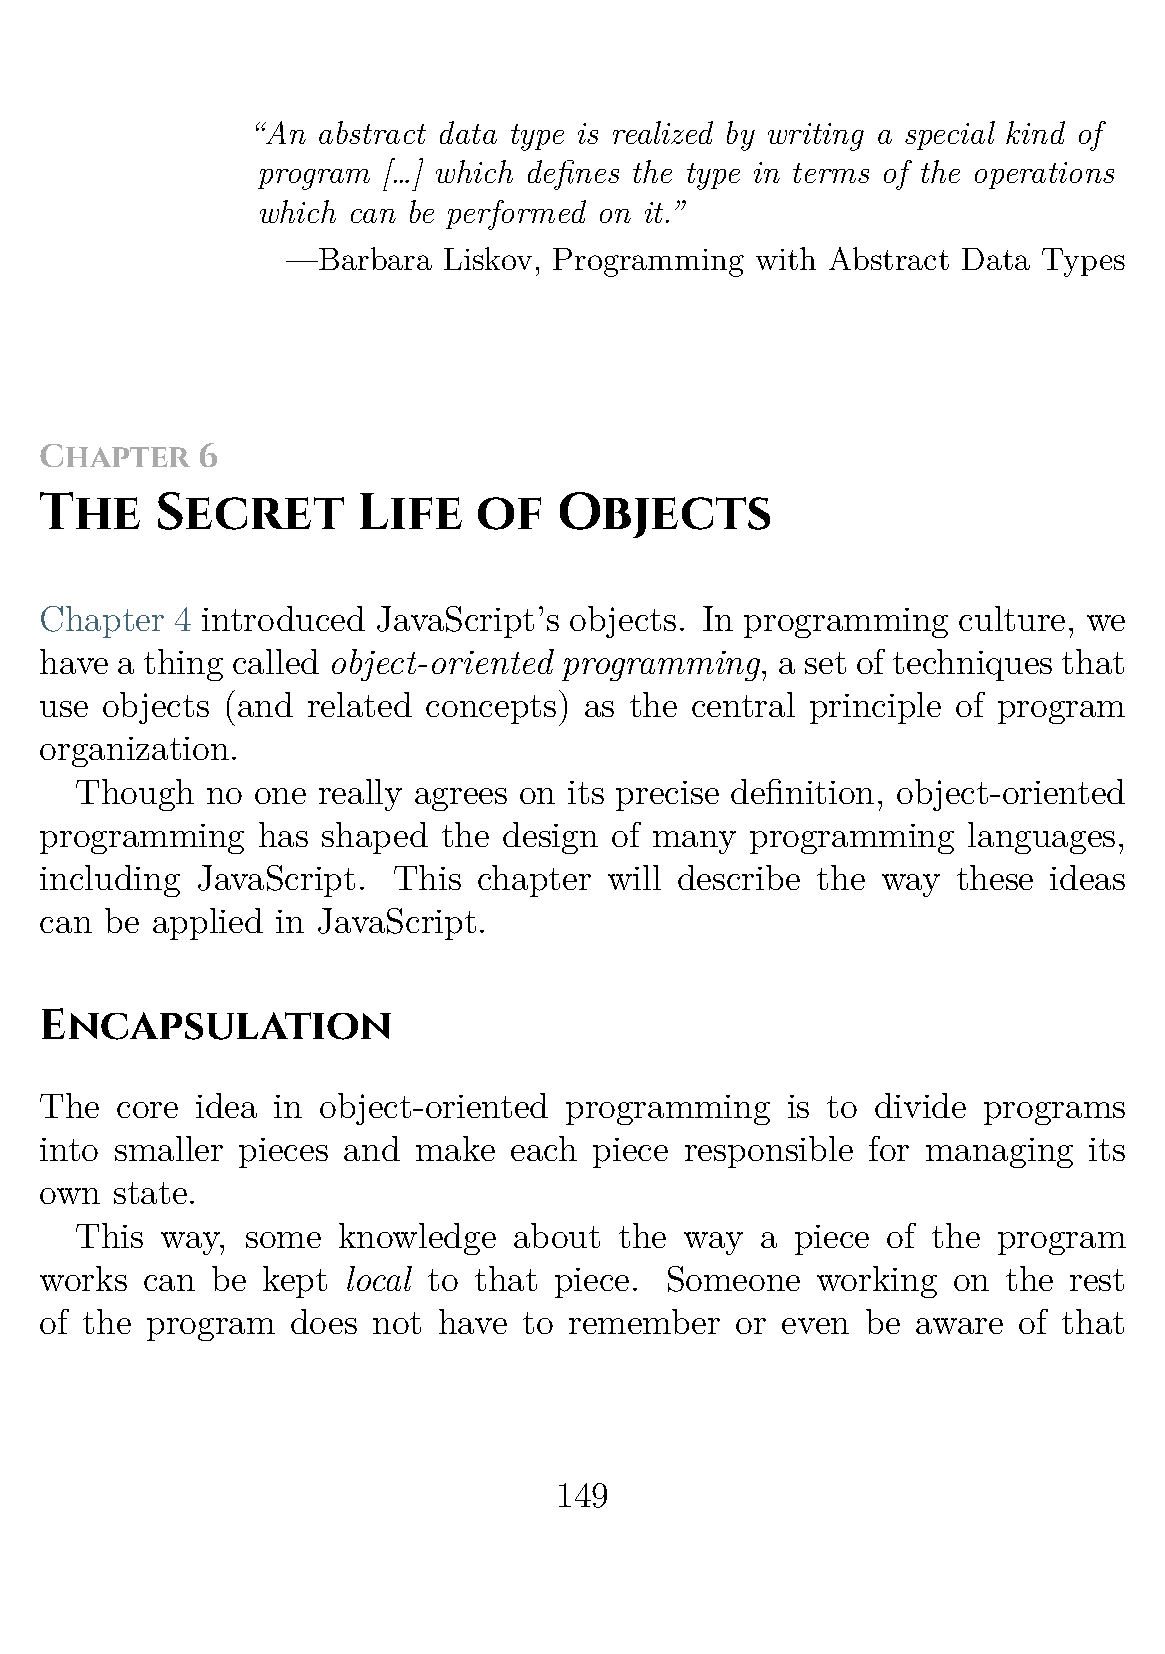 “An abstract data type is realized by writing a special kind of
program […] which defines the type in terms of the operations
which can be performed on it.”
—Barbara Liskov, Programming with Abstract Data Types
Chapter 6
The Secret Life of Objects
Chapter 4 introduced JavaScript’s objects. In programming culture, we
have a thing called object-oriented programming, a set of techniques that
use objects (and related concepts) as the central principle of program
organization.
Though no one really agrees on its precise definition, object-oriented
programming has shaped the design of many programming languages,
including JavaScript. This chapter will describe the way these ideas
can be applied in JavaScript.
Encapsulation
The core idea in object-oriented programming is to divide programs
into smaller pieces and make each piece responsible for managing its
own state.
This way, some knowledge about the way a piece of the program
works can be kept local to that piece. Someone working on the rest
of the program does not have to remember or even be aware of that
149